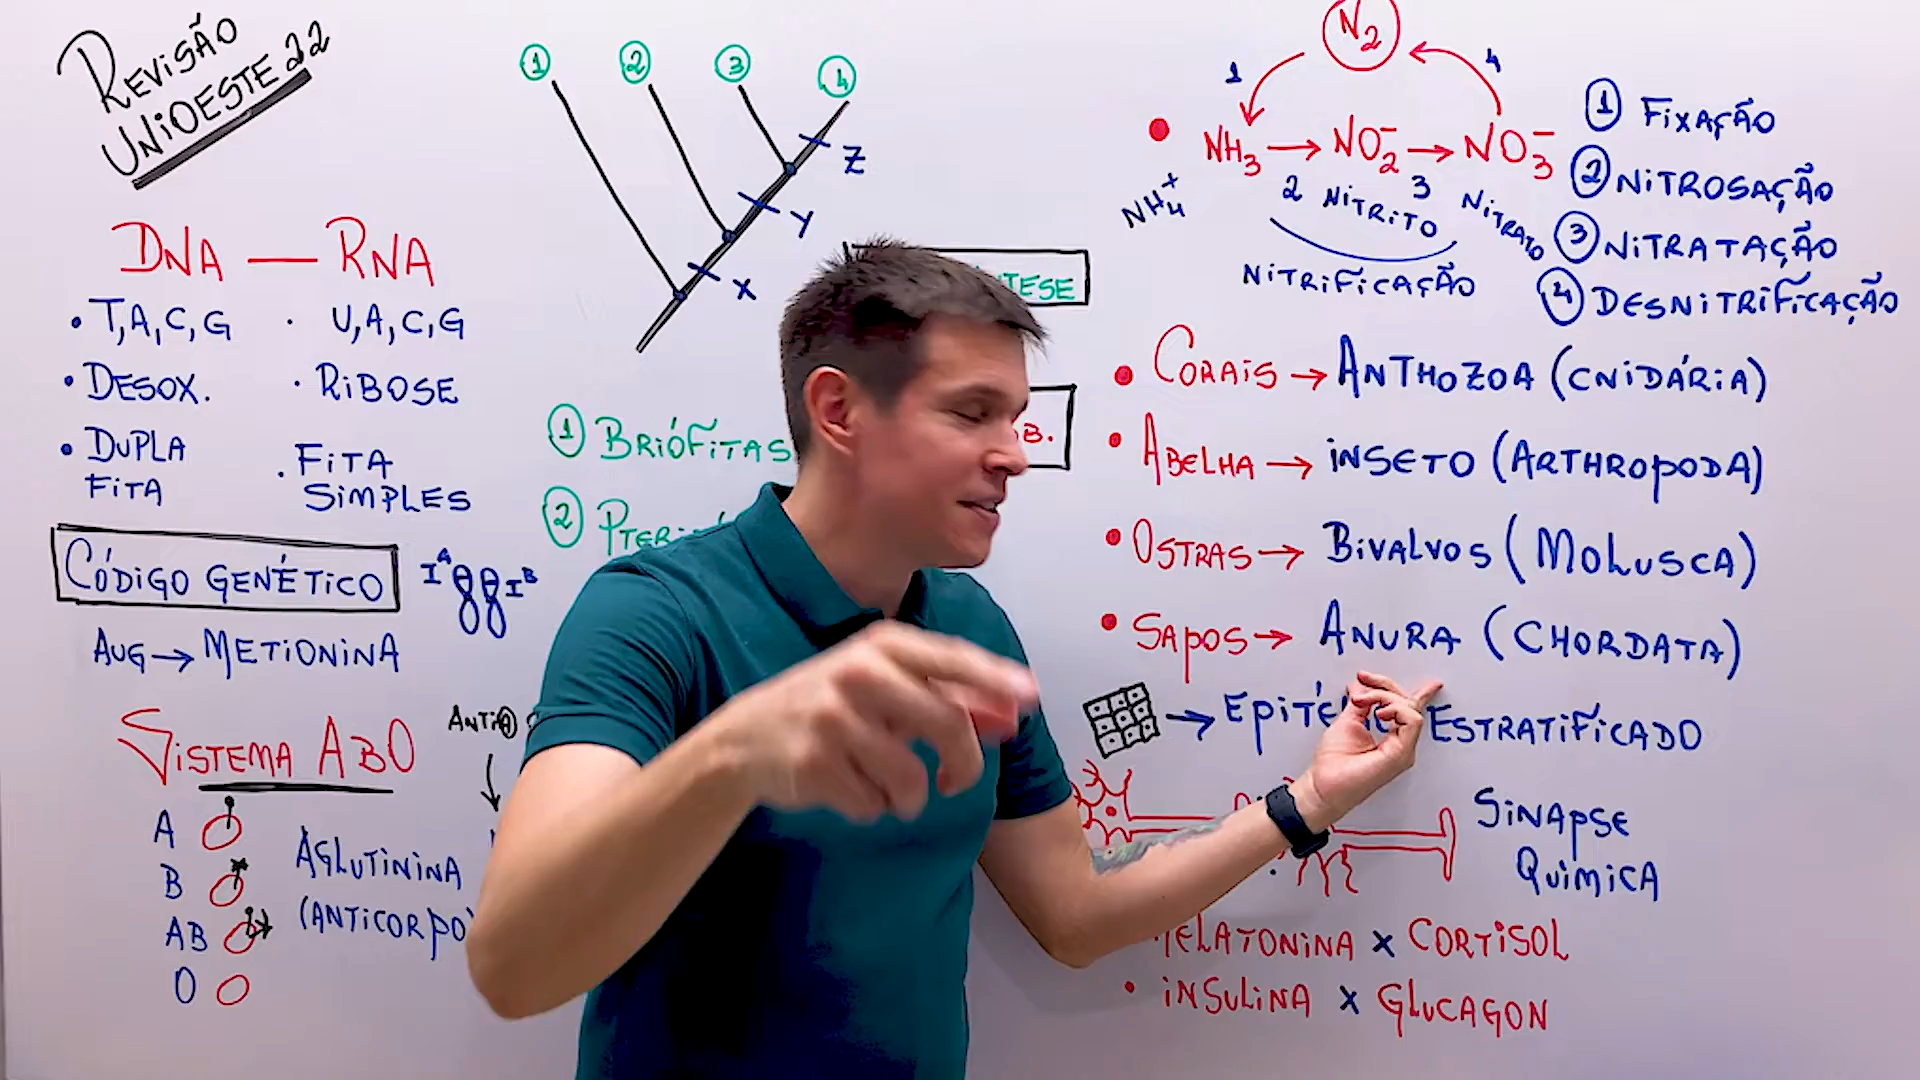 REVISÃO
UNIOESTE 22
DNA — RNA
• T,A,C,G
· U,A,C,G
• DESOX.
· RIBOSE
• DUPLA
FITA
· FITA
SIMPLES
CÓDIGO GENÉTICO
AUG → METIONINA
I^A I^B
SISTEMA ABO
A
B
AB
O
AGLUTININA
(ANTICORPO
ANTI A
1 2 3 4
Z
Y
X
1 BRIÓFITAS
2
N2
1 4
NH3 → NO2- → NO3-
NH4+
2 NITRITO 3 NITRATO
NITRIFICAÇÃO
1 FIXAÇÃO
2 NITROSAÇÃO
3 NITRATAÇÃO
4 DESNITRIFICAÇÃO
• CORAIS → ANTHOZOA (CNIDÁRIA)
• ABELHA → INSETO (ARTHROPODA)
• OSTRAS → BIVALVOS (MOLUSCA)
• SAPOS → ANURA (CHORDATA)
→ ESTRATIFICADO
SINAPSE
QUIMICA
MELATONINA x CORTISOL
• INSULINA x GLUCAGON